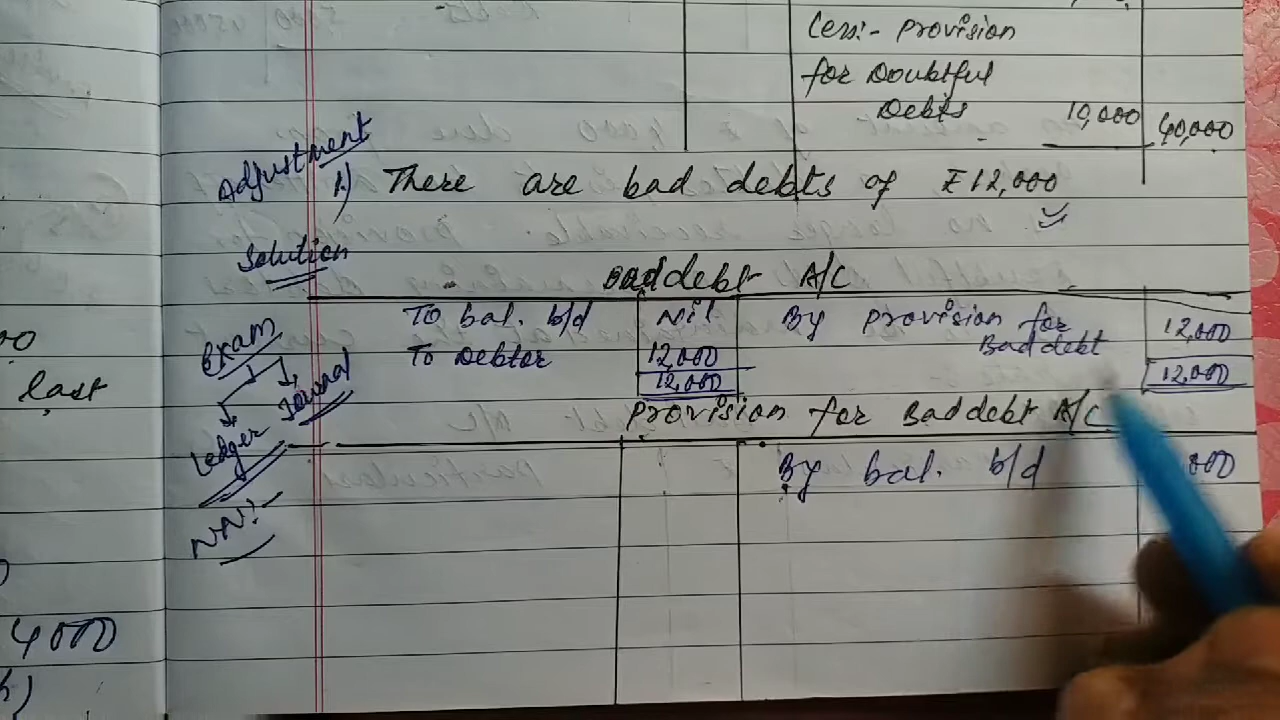 Less:- Provision
for Doubtful
Debts 10,000 40,000
Adjustment
1.) There are bad debts of ₹12,000
Solution
Baddebt A/C
To bal. b/d Nil By Provision for 12,000
Bad debt
To Debtor 12,000
12,000 12,000
Exam
Ledger Journal
last
Provision for Baddebt A/C
By bal. b/d 000
4000